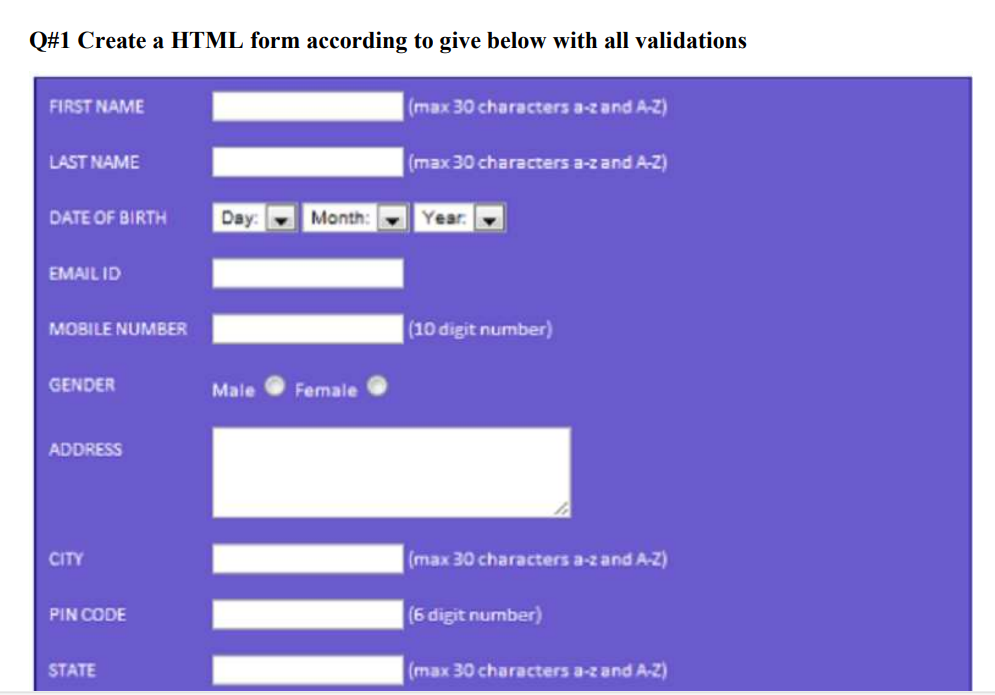 Q#1 Create a HTML form according to give below with all validations
FIRST NAME (max 30 characters a-z and A-Z)
LAST NAME (max 30 characters a-z and A-Z)
DATE OF BIRTH Day: Month: Year:
EMAIL ID
MOBILE NUMBER (10 digit number)
GENDER Male Female
ADDRESS
CITY (max 30 characters a-z and A-Z)
PIN CODE (6 digit number)
STATE (max 30 characters a-z and A-Z)